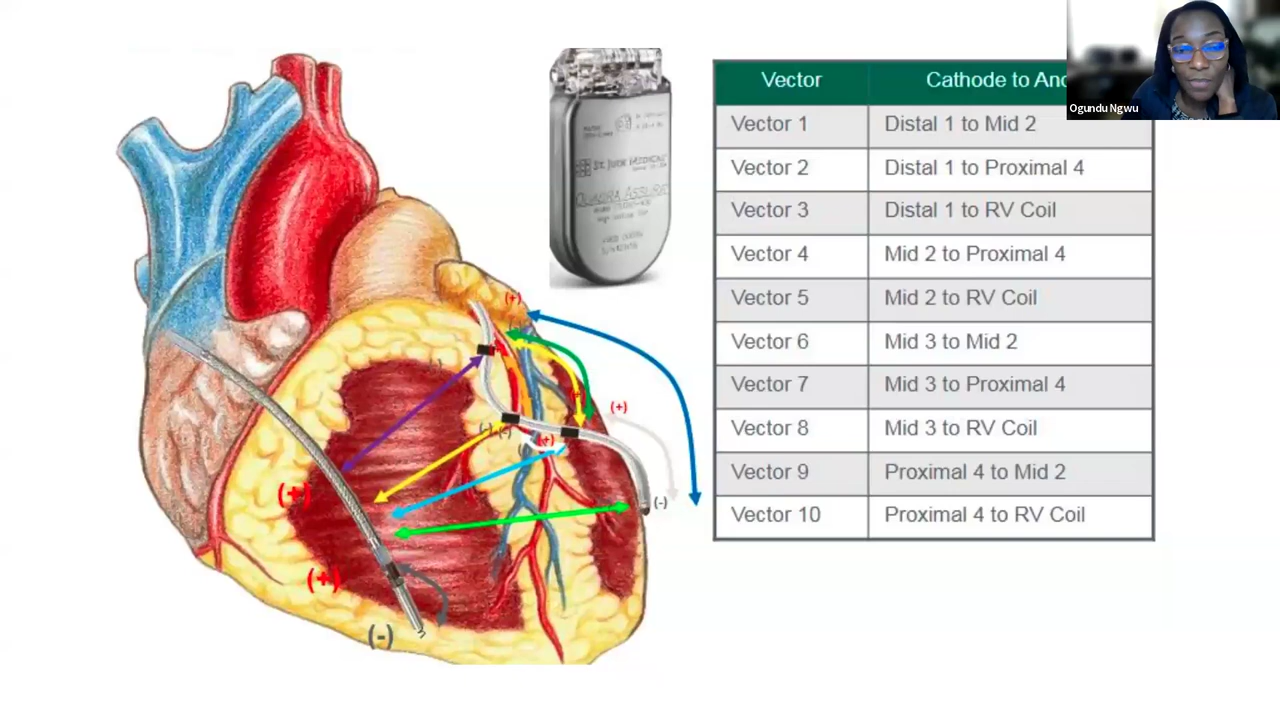 Ogundu Ngwu
Vector Cathode to Ano
Vector 1 Distal 1 to Mid 2
Vector 2 Distal 1 to Proximal 4
Vector 3 Distal 1 to RV Coil
Vector 4 Mid 2 to Proximal 4
Vector 5 Mid 2 to RV Coil
Vector 6 Mid 3 to Mid 2
Vector 7 Mid 3 to Proximal 4
Vector 8 Mid 3 to RV Coil
Vector 9 Proximal 4 to Mid 2
Vector 10 Proximal 4 to RV Coil
ST. JUDE MEDICAL
QUADRA ASSURA
(+)
(+)
(-)
(-)
(-)
(+)
(-)
(+)
(+)
(-)